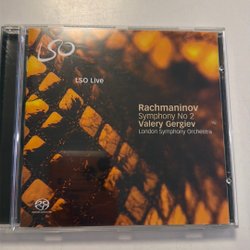 LSO
LSO Live
Rachmaninov
Symphony No 2
Valery Gergiev
London Symphony Orchestra